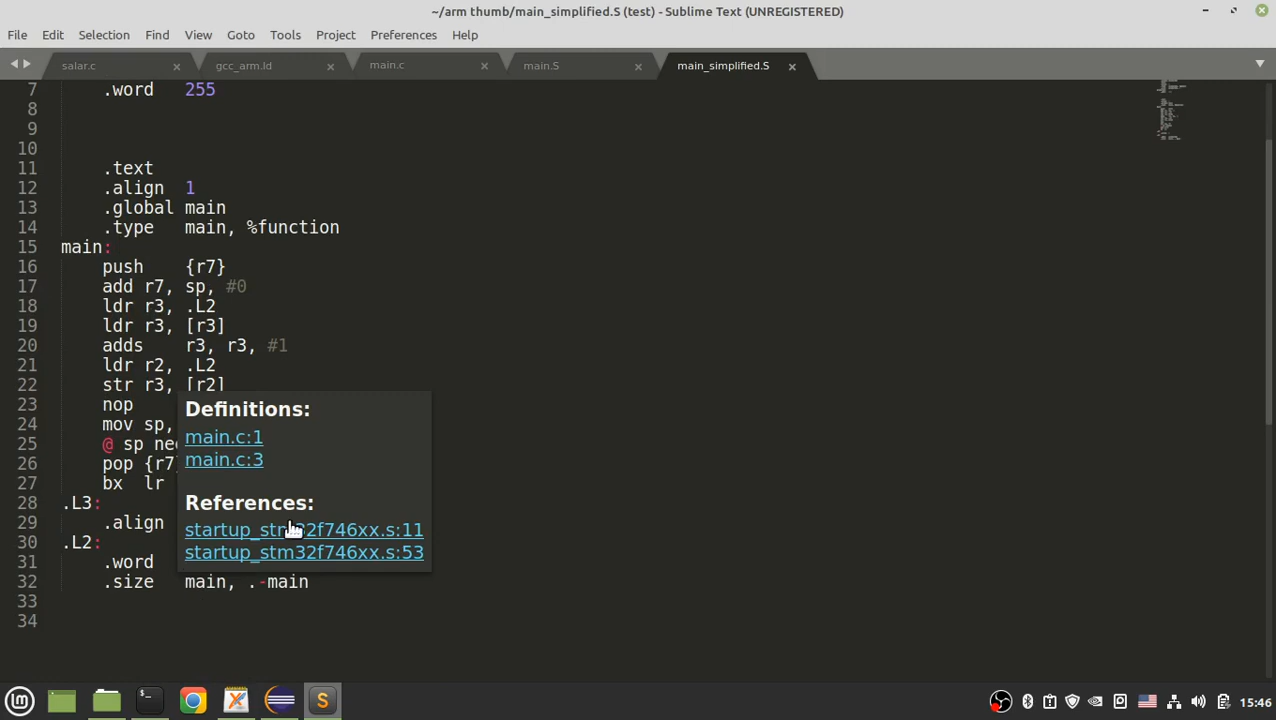 ~/arm thumb/main_simplified.S (test) - Sublime Text (UNREGISTERED)
File Edit Selection Find View Goto Tools Project Preferences Help
salar.c gcc_arm.ld main.c main.S main_simplified.S
7 .word 255
8
9
10
11 .text
12 .align 1
13 .global main
14 .type main, %function
15 main:
16 push {r7}
17 add r7, sp, #0
18 ldr r3, .L2
19 ldr r3, [r3]
20 adds r3, r3, #1
21 ldr r2, .L2
22 str r3, [r2]
23 nop
24 mov sp,
25 @ sp nee
26 pop {r7
27 bx lr
28 .L3:
29 .align
30 .L2:
31 .word
32 .size main, .-main
33
34
Definitions:
main.c:1
main.c:3
References:
startup_stm32f746xx.s:11
startup_stm32f746xx.s:53
15:46